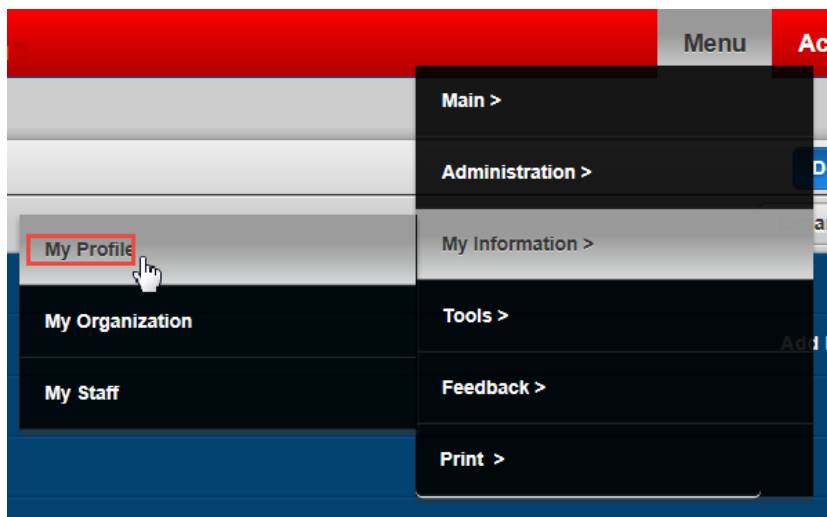 Menu
Main >
Administration >
My Information >
My Profile
My Organization
My Staff
Tools >
Feedback >
Print >